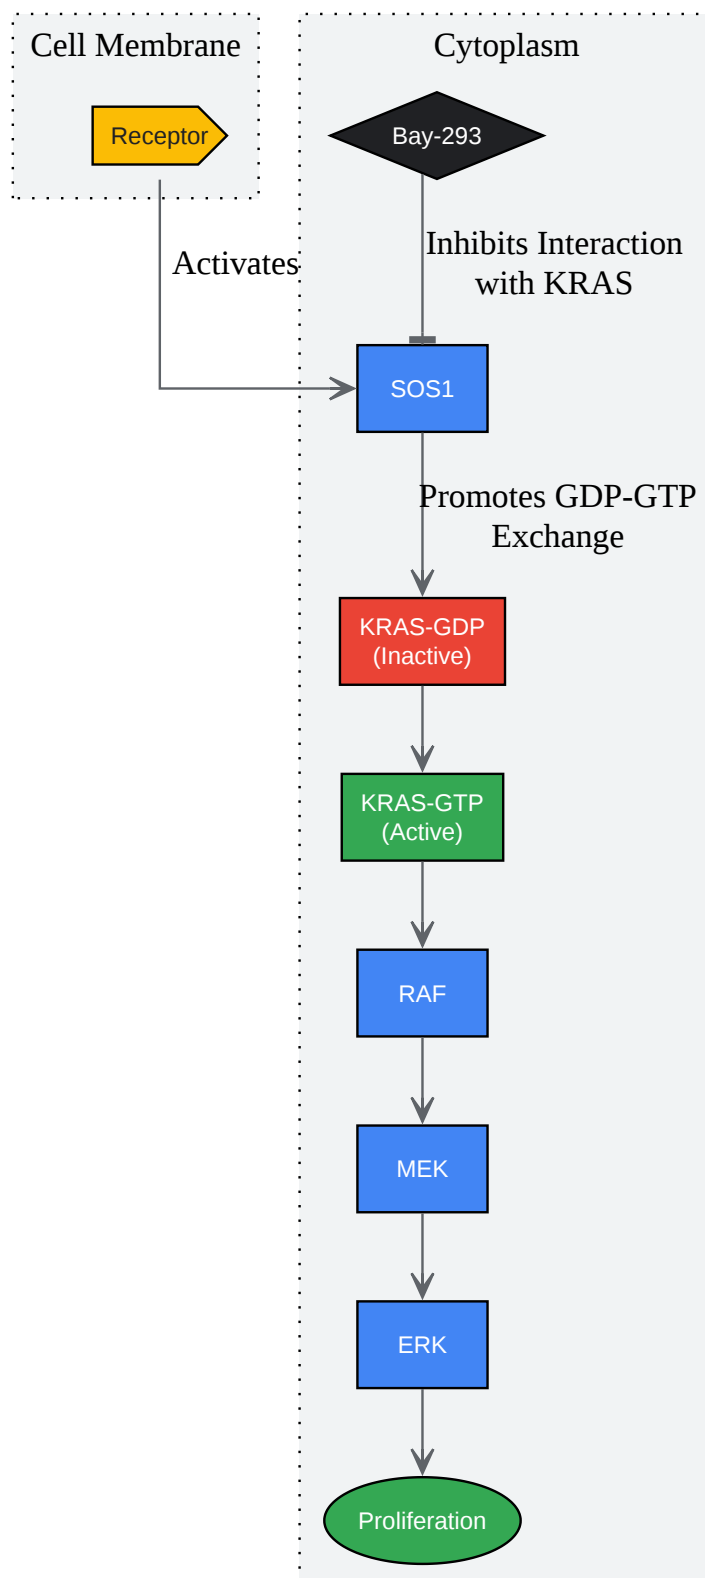 Cell Membrane
Cytoplasm
Receptor
Bay-293
Activates
Inhibits Interaction
with KRAS
SOS1
Promotes GDP-GTP
Exchange
KRAS-GDP
(Inactive)
KRAS-GTP
(Active)
RAF
MEK
ERK
Proliferation